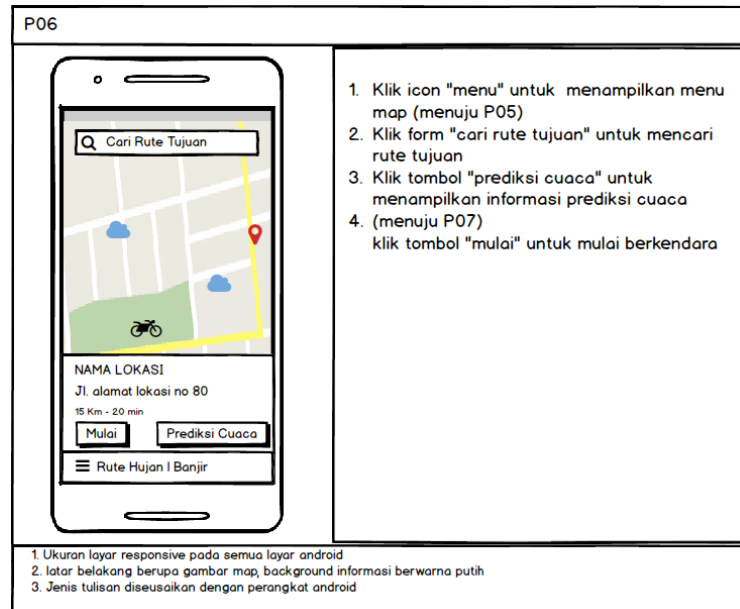 P06
Cari Rute Tujuan
NAMA LOKASI
Jl. alamat lokasi no 80
15 Km - 20 min
Mulai
Prediksi Cuaca
Rute Hujan | Banjir
1. Klik icon "menu" untuk menampilkan menu
map (menuju P05)
2. Klik form "cari rute tujuan" untuk mencari
rute tujuan
3. Klik tombol "prediksi cuaca" untuk
menampilkan informasi prediksi cuaca
4. (menuju P07)
klik tombol "mulai" untuk mulai berkendara
1. Ukuran layar responsive pada semua layar android
2. latar belakang berupa gambar map, background informasi berwarna putih
3. Jenis tulisan diseusaikan dengan perangkat android